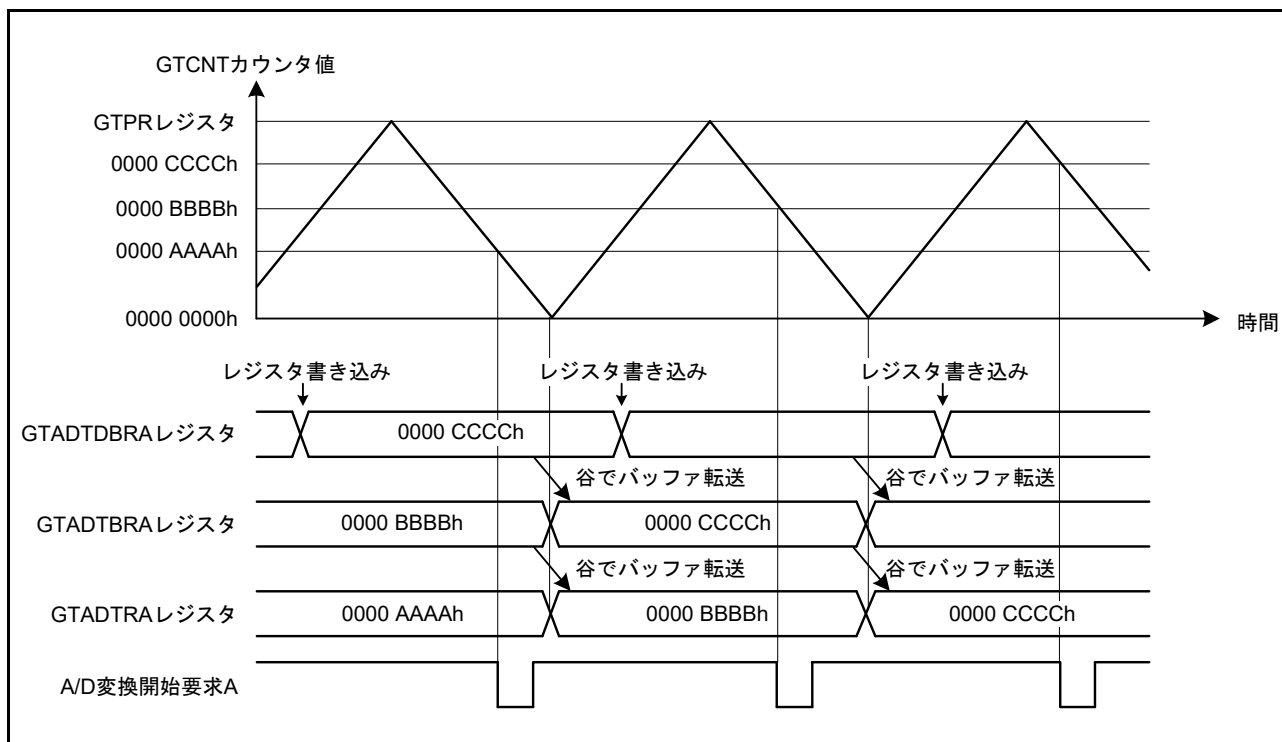 GTCNTカウンタ値
GTPRレジスタ
0000 CCCCh
0000 BBBBh
0000 AAAAh
0000 0000h
時間
レジスタ書き込み レジスタ書き込み レジスタ書き込み
GTADTDBRAレジスタ 0000 CCCCh
谷でバッファ転送 谷でバッファ転送
GTADTBRAレジスタ 0000 BBBBh 0000 CCCCh
谷でバッファ転送 谷でバッファ転送
GTADTRAレジスタ 0000 AAAAh 0000 BBBBh 0000 CCCCh
A/D変換開始要求A